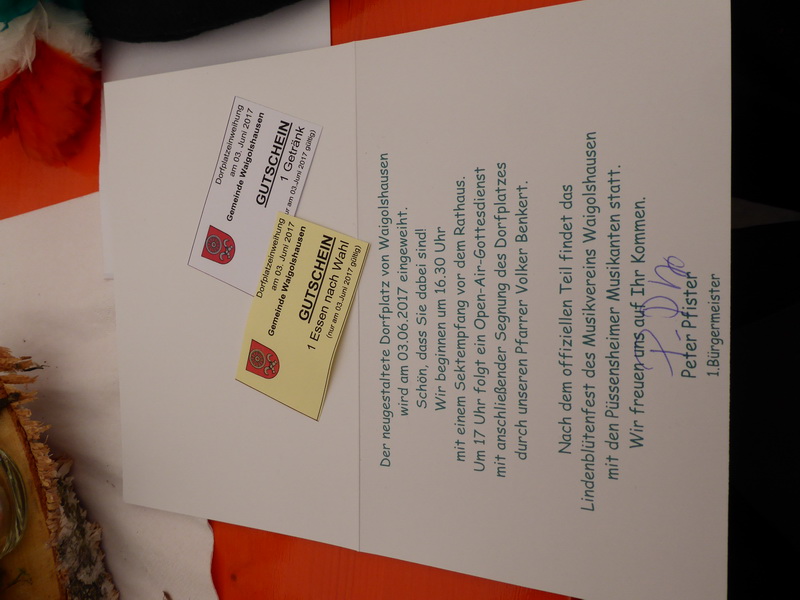 Dorfplatzeinweihung
am 03. Juni 2017
Gemeinde Waigolshausen
GUTSCHEIN
1 Getränk
nur am 03.Juni 2017 gültig)
Dorfplatzeinweihung
am 03. Juni 2017
Gemeinde Waigolshausen
GUTSCHEIN
1 Essen nach Wahl
(nur am 03.Juni 2017 gültig)
Der neugestaltete Dorfplatz von Waigolshausen
wird am 03.06.2017 eingeweiht.
Schön, dass Sie dabei sind!
Wir beginnen um 16.30 Uhr
mit einem Sektempfang vor dem Rathaus.
Um 17 Uhr folgt ein Open-Air-Gottesdienst
mit anschließender Segnung des Dorfplatzes
durch unseren Pfarrer Volker Benkert.
Nach dem offiziellen Teil findet das
Lindenblütenfest des Musikvereins Waigolshausen
mit den Püssensheimer Musikanten statt.
Wir freuen uns auf Ihr Kommen.
Peter Pfister
1.Bürgermeister